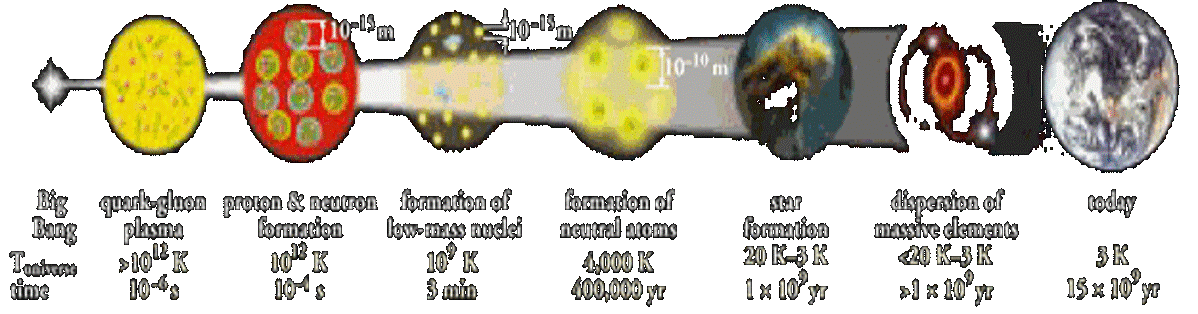 10⁻¹⁵ m
10⁻¹⁵ m
10⁻¹⁰ m
Big quark-gluon proton & neutron formation of formation of star dispersion of today
Bang plasma formation low-mass nuclei neutral atoms formation massive elements
Tuniverse >10¹² K 10¹² K 10⁹ K 4,000 K 20 K–3 K <20 K–3 K 3 K
time 10⁻⁶ s 10⁻⁴ s 3 min 400,000 yr 1 × 10⁹ yr >1 × 10⁹ yr 15 × 10⁹ yr